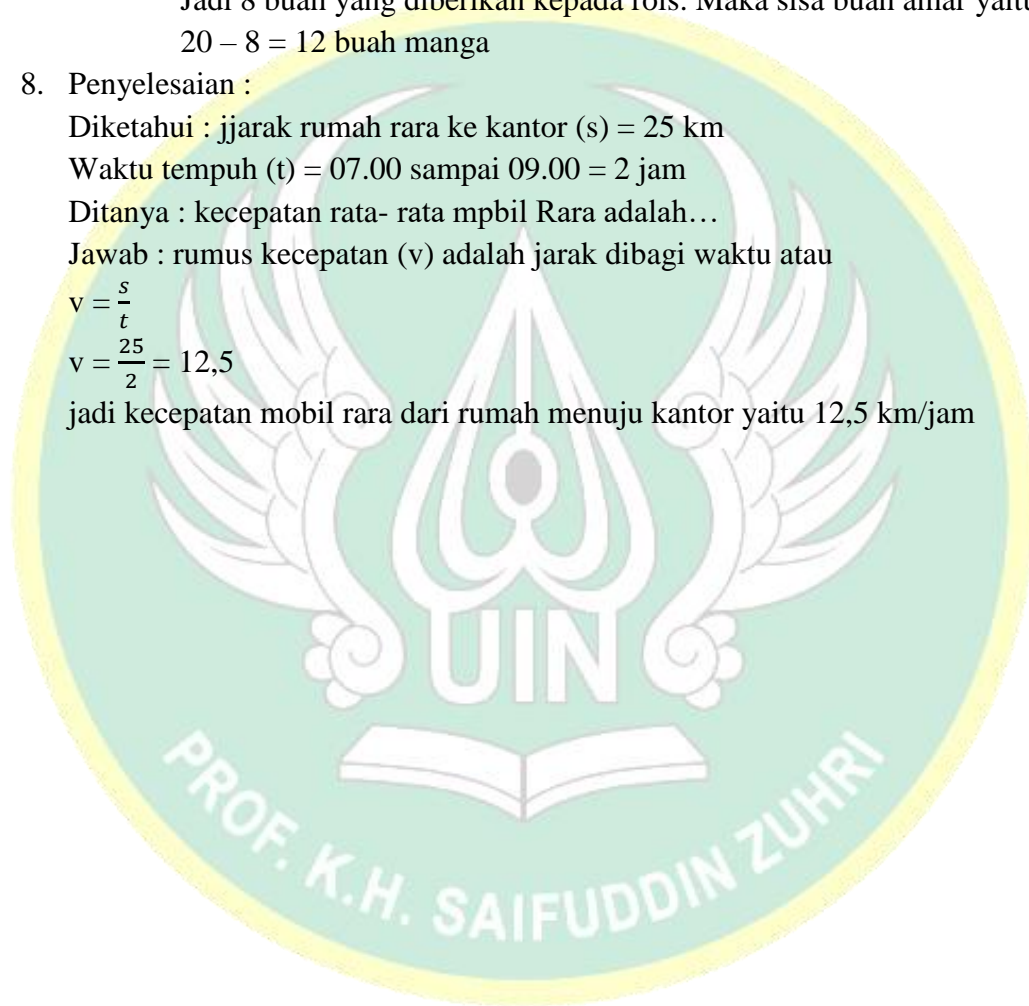 Jadi 8 buah yang diberikan kepada rois. Maka sisa buah amar yaitu
20 – 8 = 12 buah manga
8. Penyelesaian :
Diketahui : jjarak rumah rara ke kantor (s) = 25 km
Waktu tempuh (t) = 07.00 sampai 09.00 = 2 jam
Ditanya : kecepatan rata- rata mpbil Rara adalah…
Jawab : rumus kecepatan (v) adalah jarak dibagi waktu atau
v = s/t
v = 25/2 = 12,5
jadi kecepatan mobil rara dari rumah menuju kantor yaitu 12,5 km/jam
UIN
PROF. K.H. SAIFUDDIN ZUHRI